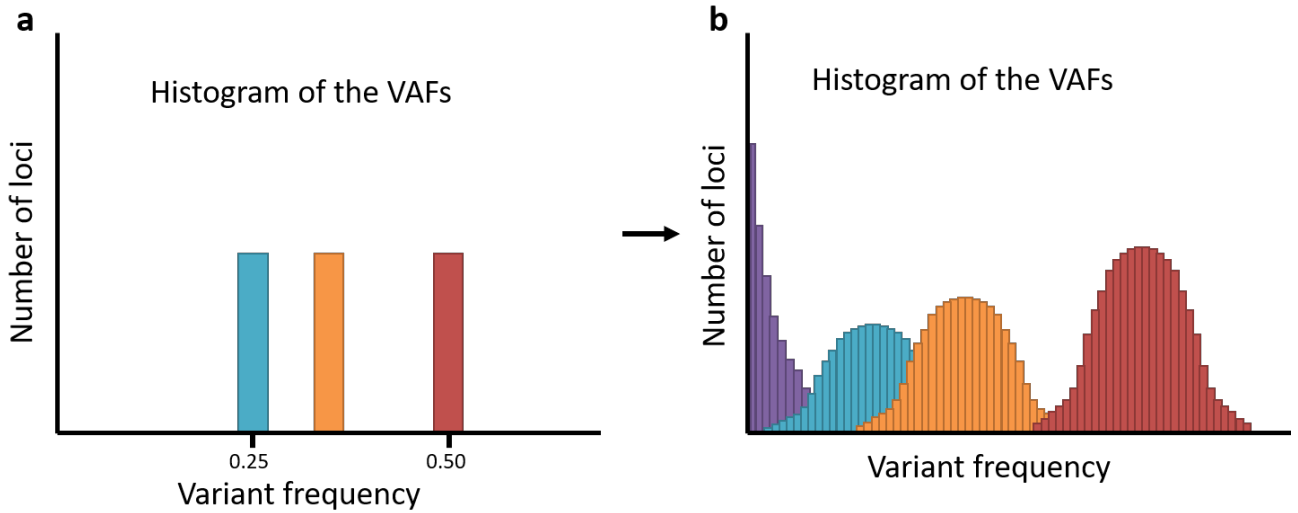 a
Histogram of the VAFs
Number of loci
0.25
0.50
Variant frequency
b
Histogram of the VAFs
Number of loci
Variant frequency